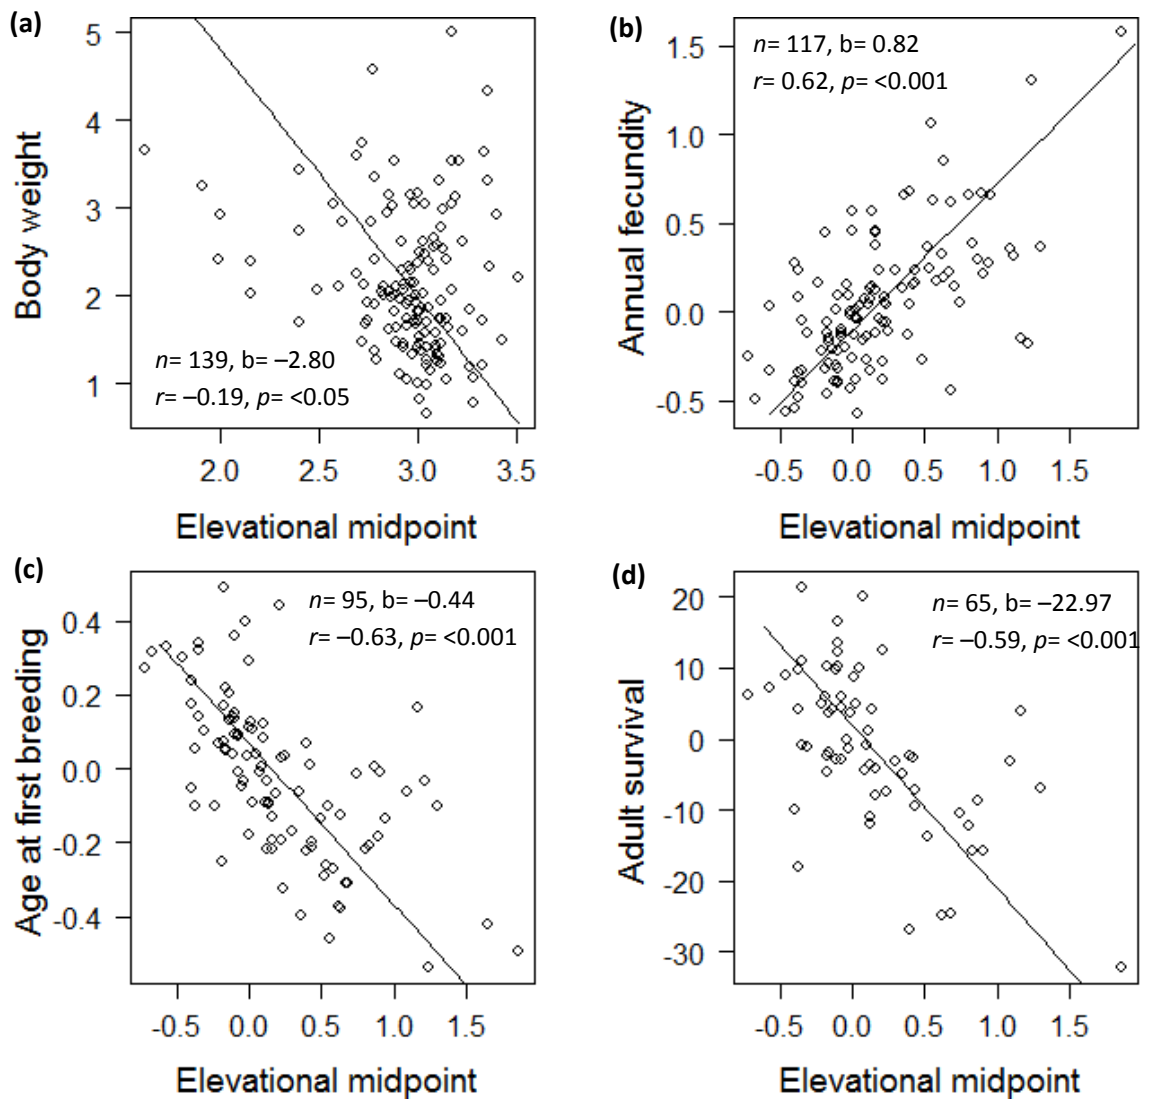 (a)
Body weight
5
4
3
2
1
n= 139, b= –2.80
r= –0.19, p= <0.05
2.0 2.5 3.0 3.5
Elevational midpoint
(b)
Annual fecundity
1.5
1.0
0.5
0.0
-0.5
n= 117, b= 0.82
r= 0.62, p= <0.001
-0.5 0.0 0.5 1.0 1.5
Elevational midpoint
(c)
Age at first breeding
0.4
0.2
0.0
-0.2
-0.4
n= 95, b= –0.44
r= –0.63, p= <0.001
-0.5 0.0 0.5 1.0 1.5
Elevational midpoint
(d)
Adult survival
20
10
0
-10
-20
-30
n= 65, b= –22.97
r= –0.59, p= <0.001
-0.5 0.0 0.5 1.0 1.5
Elevational midpoint